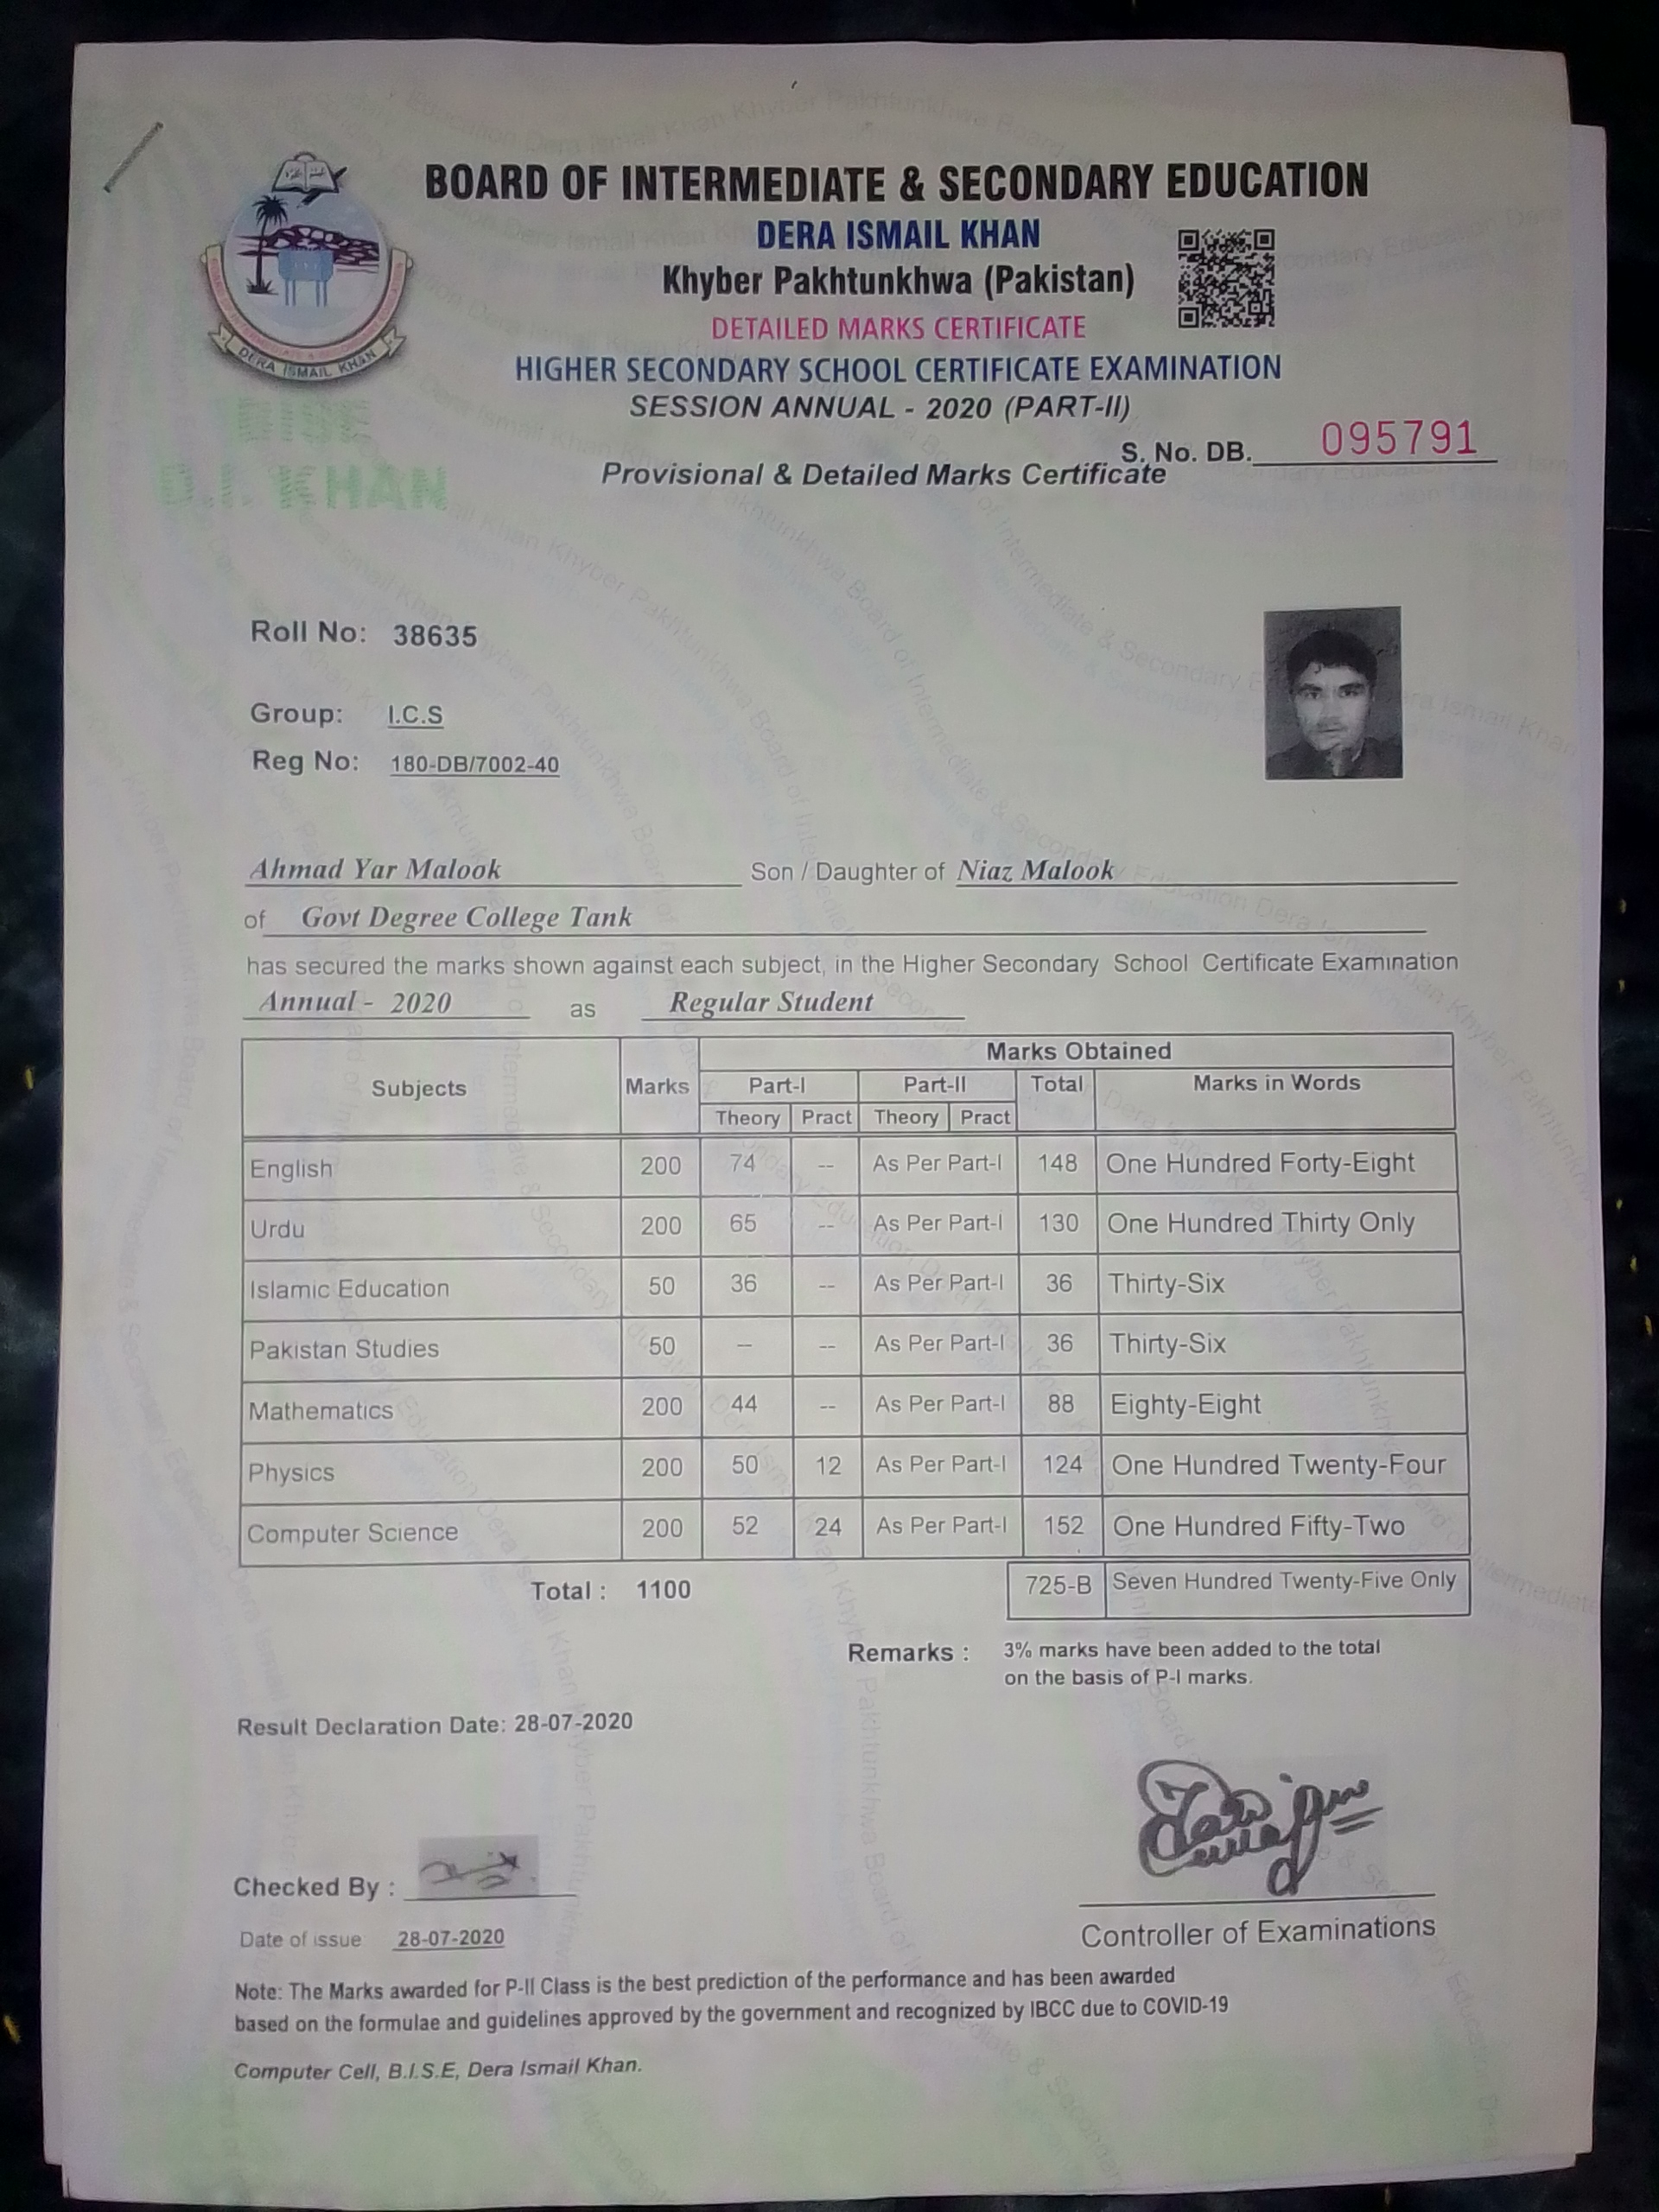 BOARD OF INTERMEDIATE & SECONDARY EDUCATION
DERA ISMAIL KHAN
Khyber Pakhtunkhwa (Pakistan)
DETAILED MARKS CERTIFICATE
HIGHER SECONDARY SCHOOL CERTIFICATE EXAMINATION
SESSION ANNUAL - 2020 (PART-II)
S. No. DB. 095791
Provisional & Detailed Marks Certificate
DERA ISMAIL KHAN
BISE
D.I. KHAN
Roll No: 38635
Group: I.C.S
Reg No: 180-DB/7002-40
Ahmad Yar Malook Son / Daughter of Niaz Malook
of Govt Degree College Tank
has secured the marks shown against each subject, in the Higher Secondary School Certificate Examination
Annual - 2020 as Regular Student
Subjects Marks Marks Obtained
Part-I Part-II Total Marks in Words
Theory Pract Theory Pract
English 200 74 -- As Per Part-I 148 One Hundred Forty-Eight
Urdu 200 65 -- As Per Part-I 130 One Hundred Thirty Only
Islamic Education 50 36 -- As Per Part-I 36 Thirty-Six
Pakistan Studies 50 -- -- As Per Part-I 36 Thirty-Six
Mathematics 200 44 -- As Per Part-I 88 Eighty-Eight
Physics 200 50 12 As Per Part-I 124 One Hundred Twenty-Four
Computer Science 200 52 24 As Per Part-I 152 One Hundred Fifty-Two
Total : 1100 725-B Seven Hundred Twenty-Five Only
Remarks : 3% marks have been added to the total
on the basis of P-I marks.
Result Declaration Date: 28-07-2020
Checked By :
Date of issue 28-07-2020
Controller of Examinations
Note: The Marks awarded for P-II Class is the best prediction of the performance and has been awarded
based on the formulae and guidelines approved by the government and recognized by IBCC due to COVID-19
Computer Cell, B.I.S.E, Dera Ismail Khan.